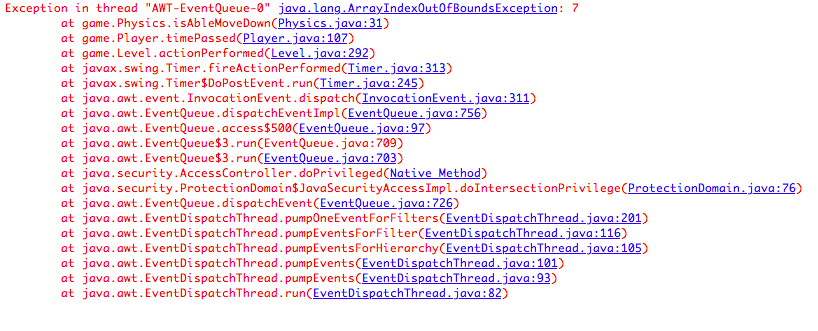 Exception in thread "AWT-EventQueue-0" java.lang.ArrayIndexOutOfBoundsException: 7
at game.Physics.isAbleMoveDown(Physics.java:31)
at game.Player.timePassed(Player.java:107)
at game.Level.actionPerformed(Level.java:292)
at javax.swing.Timer.fireActionPerformed(Timer.java:313)
at javax.swing.Timer$DoPostEvent.run(Timer.java:245)
at java.awt.event.InvocationEvent.dispatch(InvocationEvent.java:311)
at java.awt.EventQueue.dispatchEventImpl(EventQueue.java:756)
at java.awt.EventQueue.access$500(EventQueue.java:97)
at java.awt.EventQueue$3.run(EventQueue.java:709)
at java.awt.EventQueue$3.run(EventQueue.java:703)
at java.security.AccessController.doPrivileged(Native Method)
at java.security.ProtectionDomain$JavaSecurityAccessImpl.doIntersectionPrivilege(ProtectionDomain.java:76)
at java.awt.EventQueue.dispatchEvent(EventQueue.java:726)
at java.awt.EventDispatchThread.pumpOneEventForFilters(EventDispatchThread.java:201)
at java.awt.EventDispatchThread.pumpEventsForFilter(EventDispatchThread.java:116)
at java.awt.EventDispatchThread.pumpEventsForHierarchy(EventDispatchThread.java:105)
at java.awt.EventDispatchThread.pumpEvents(EventDispatchThread.java:101)
at java.awt.EventDispatchThread.pumpEvents(EventDispatchThread.java:93)
at java.awt.EventDispatchThread.run(EventDispatchThread.java:82)